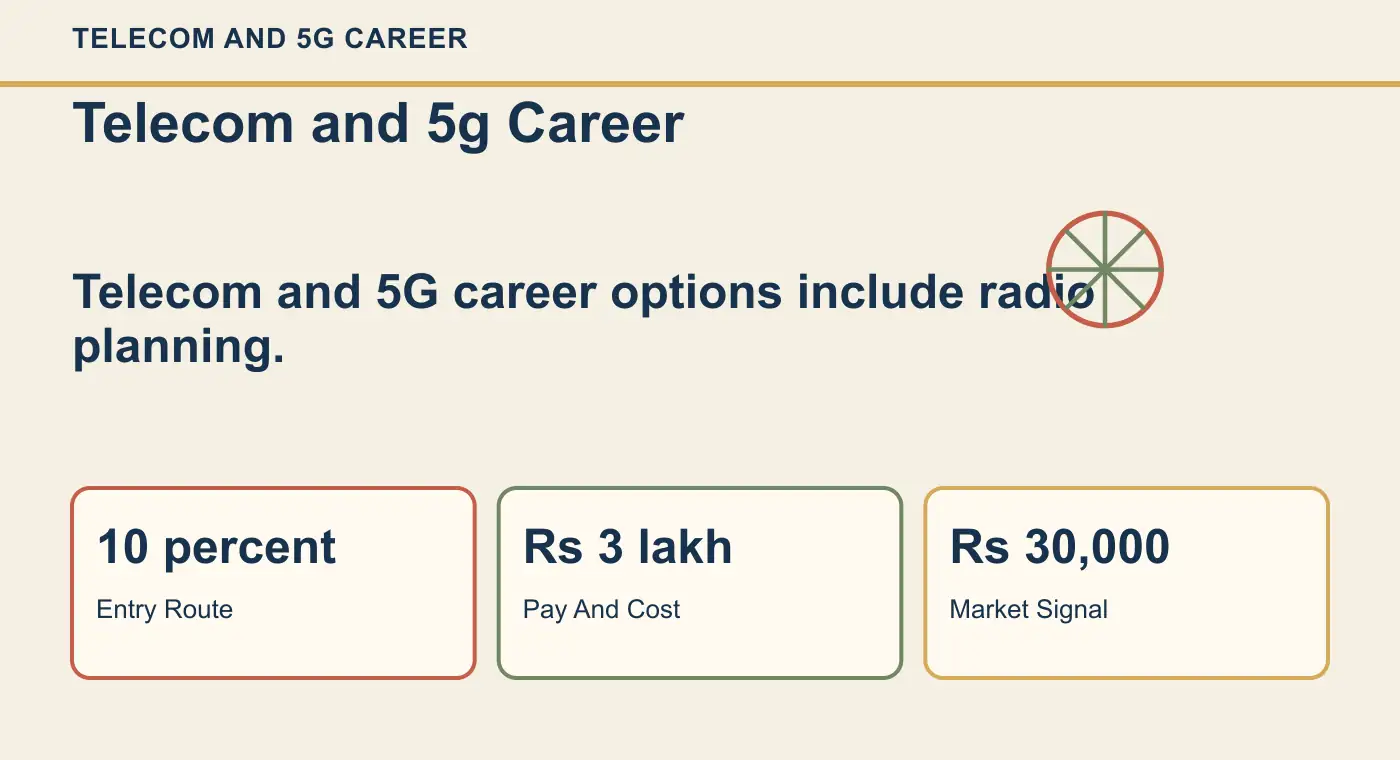 TELECOM AND 5G CAREER
Telecom and 5g Career
Telecom and 5G career options include radio
planning.
10 percent
Entry Route
Rs 3 lakh
Pay And Cost
Rs 30,000
Market Signal